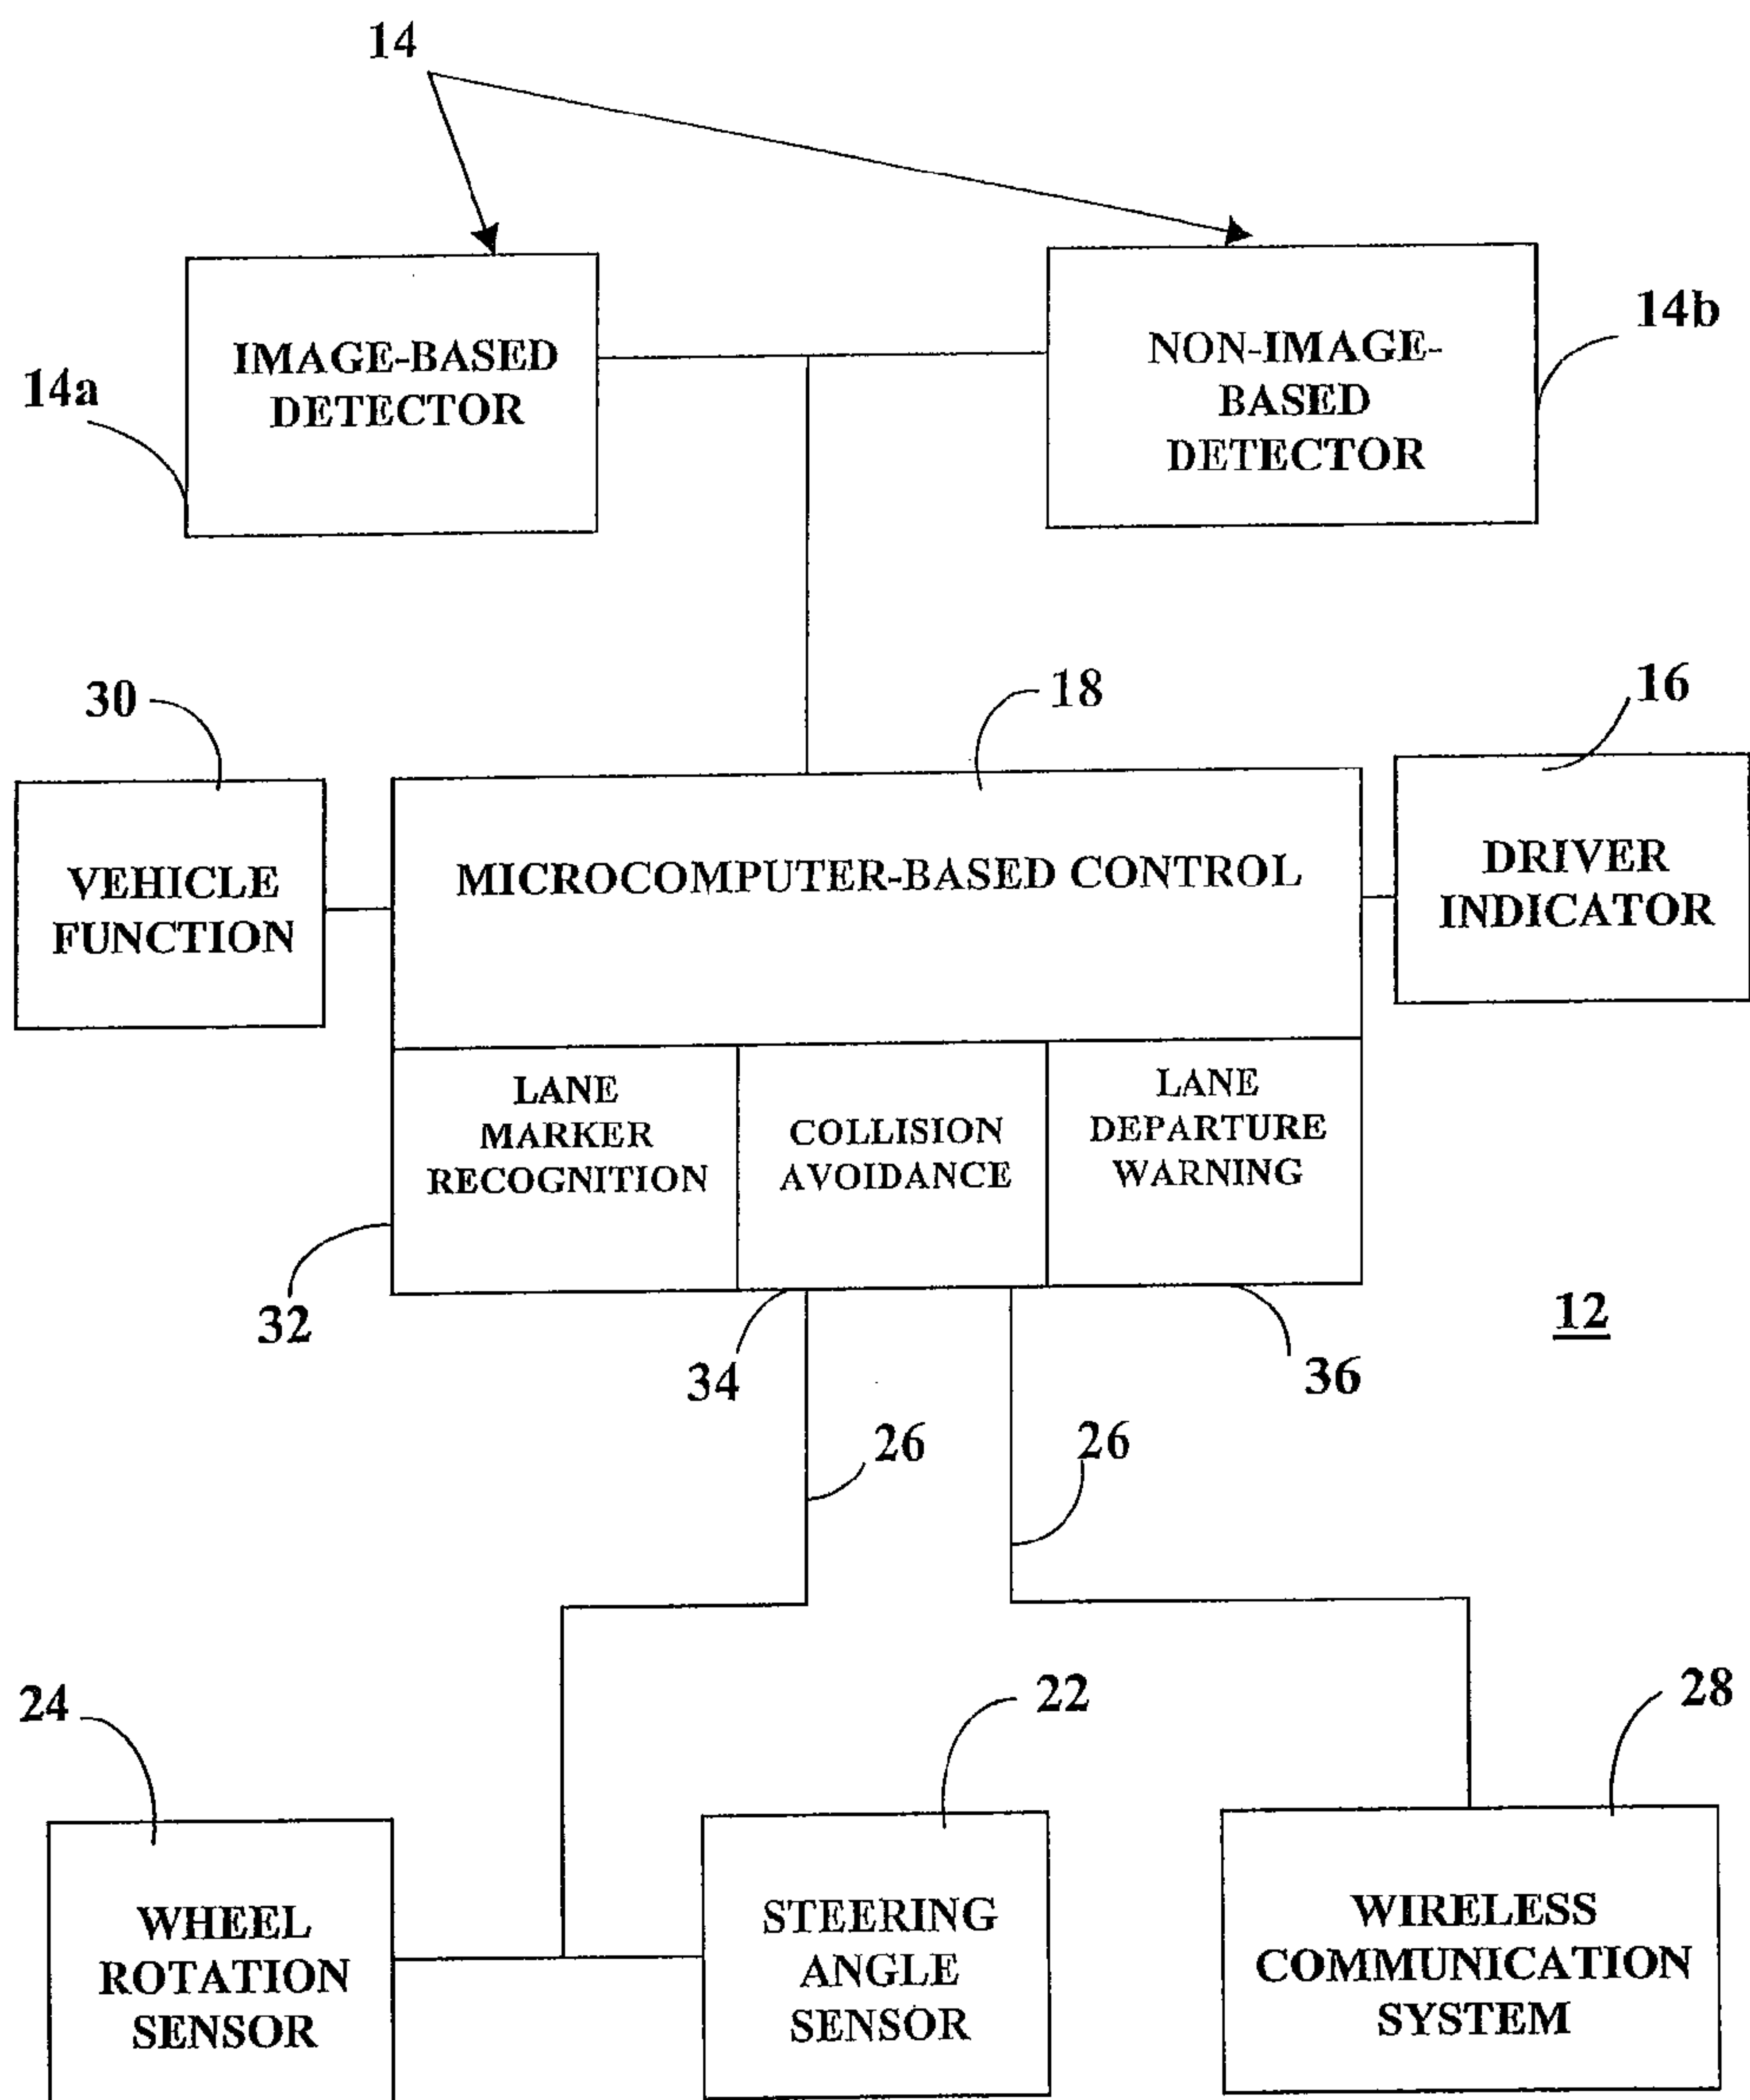 14
IMAGE-BASED
DETECTOR
14a
NON-IMAGE-
BASED
DETECTOR
14b
30
18
16
VEHICLE
FUNCTION
MICROCOMPUTER-BASED CONTROL
DRIVER
INDICATOR
LANE
MARKER
RECOGNITION
COLLISION
AVOIDANCE
LANE
DEPARTURE
WARNING
32
34
36
12
26
26
24
22
28
WHEEL
ROTATION
SENSOR
STEERING
ANGLE
SENSOR
WIRELESS
COMMUNICATION
SYSTEM